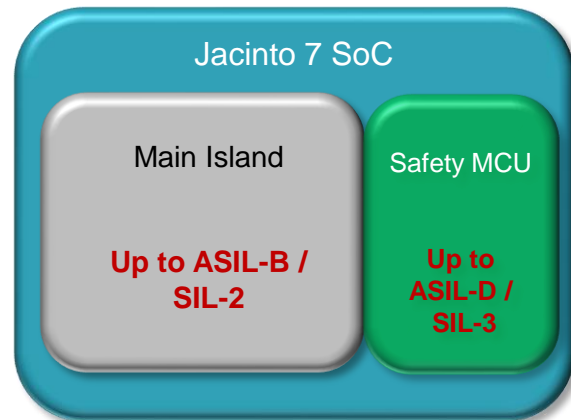 Jacinto 7 SoC
Main Island
Safety MCU
Up to ASIL-B /
SIL-2
Up to
ASIL-D /
SIL-3